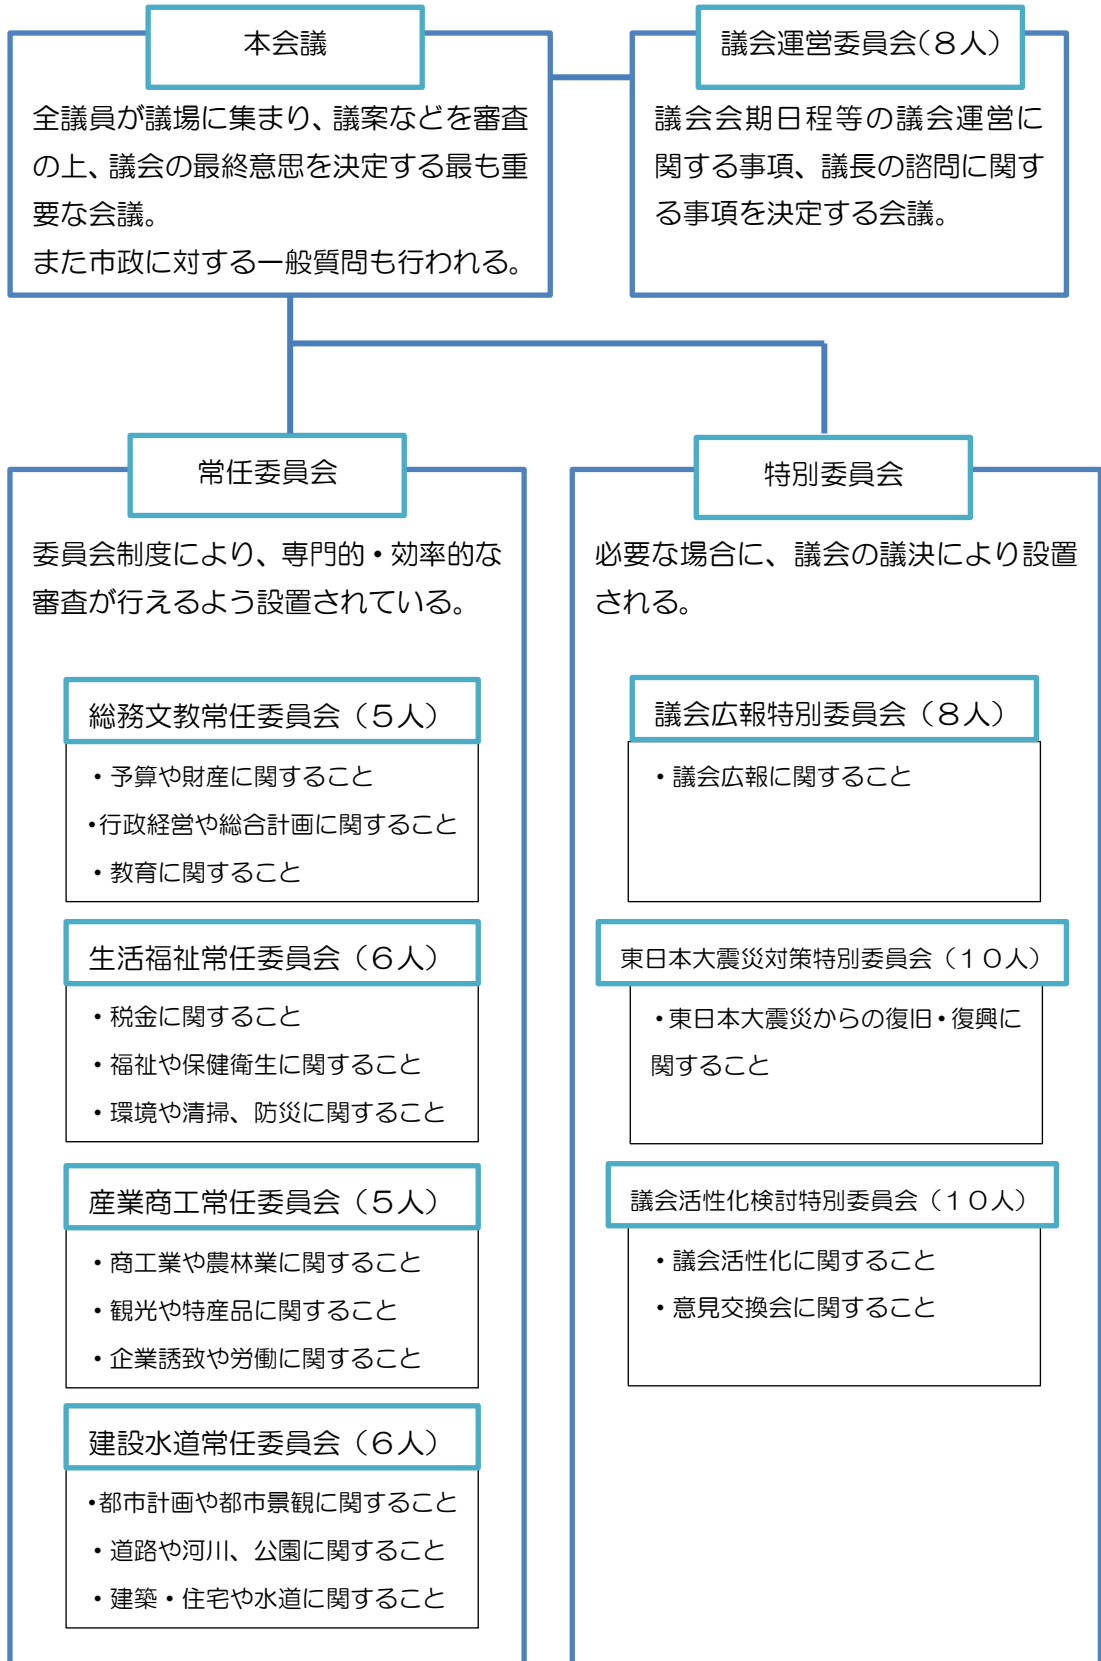 本会議
全議員が議場に集まり、議案などを審査
の上、議会の最終意思を決定する最も重
要な会議。
また市政に対する一般質問も行われる。
議会運営委員会(８人)
議会会期日程等の議会運営に
関する事項、議長の諮問に関す
る事項を決定する会議。
常任委員会
委員会制度により、専門的・効率的な
審査が行えるよう設置されている。
総務文教常任委員会（５人）
・予算や財産に関すること
・行政経営や総合計画に関すること
・教育に関すること
生活福祉常任委員会（６人）
・税金に関すること
・福祉や保健衛生に関すること
・環境や清掃、防災に関すること
産業商工常任委員会（５人）
・商工業や農林業に関すること
・観光や特産品に関すること
・企業誘致や労働に関すること
建設水道常任委員会（６人）
・都市計画や都市景観に関すること
・道路や河川、公園に関すること
・建築・住宅や水道に関すること
特別委員会
必要な場合に、議会の議決により設置
される。
議会広報特別委員会（８人）
・議会広報に関すること
東日本大震災対策特別委員会（１０人）
・東日本大震災からの復旧・復興に
関すること
議会活性化検討特別委員会（１０人）
・議会活性化に関すること
・意見交換会に関すること